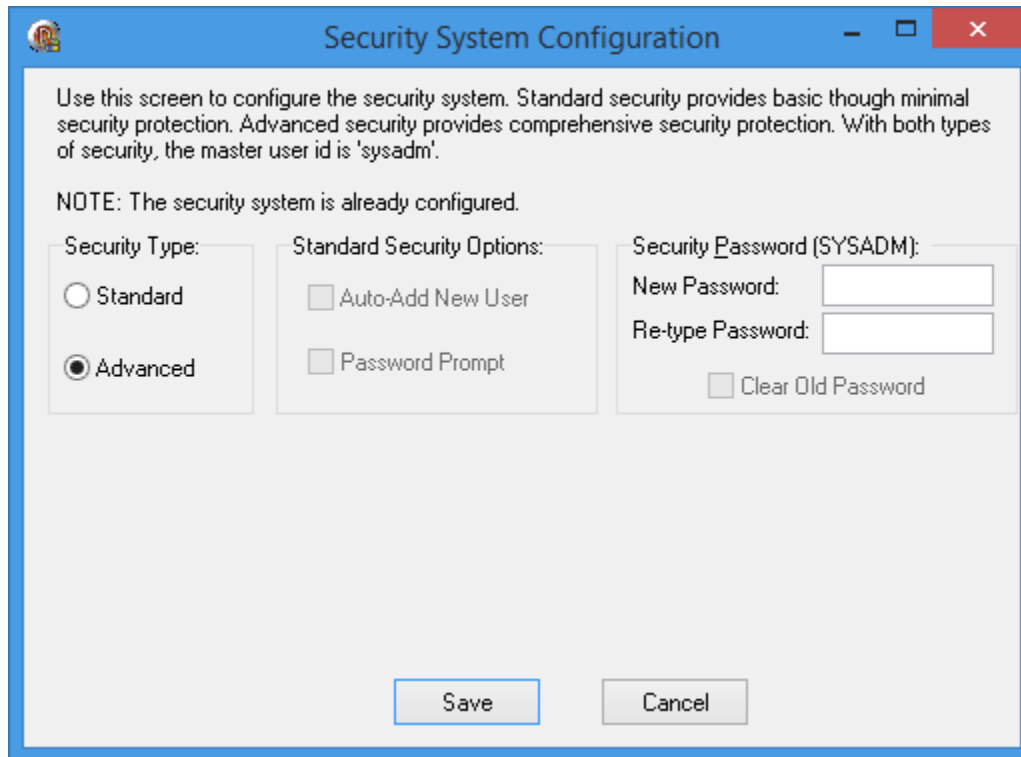 Security System Configuration
Use this screen to configure the security system. Standard security provides basic though minimal
security protection. Advanced security provides comprehensive security protection. With both types
of security, the master user id is 'sysadm'.
NOTE: The security system is already configured.
Security Type:
Standard
Advanced
Standard Security Options:
Auto-Add New User
Password Prompt
Security Password (SYSADM):
New Password:
Re-type Password:
Clear Old Password
Save
Cancel